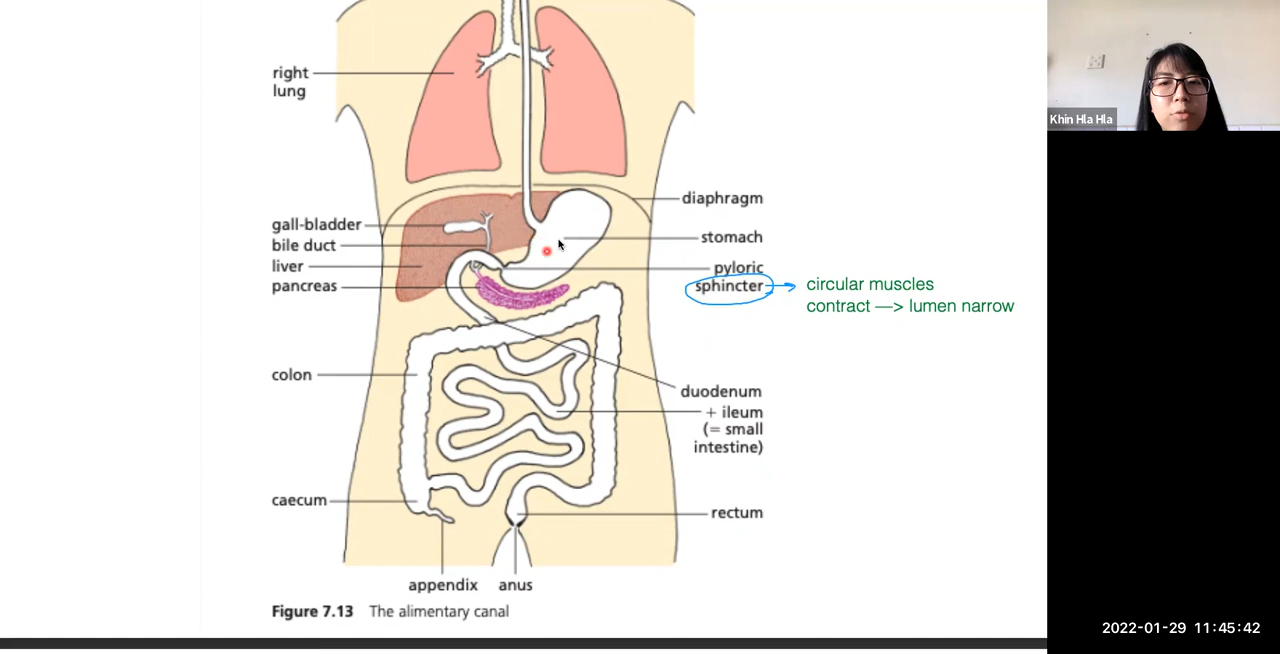 right
lung
gall-bladder
bile duct
liver
pancreas
colon
caecum
appendix
anus
diaphragm
stomach
pyloric
sphincter
circular muscles
contract —> lumen narrow
duodenum
+ ileum
(= small
intestine)
rectum
Figure 7.13 The alimentary canal
Khin Hla Hla
2022-01-29 11:45:42